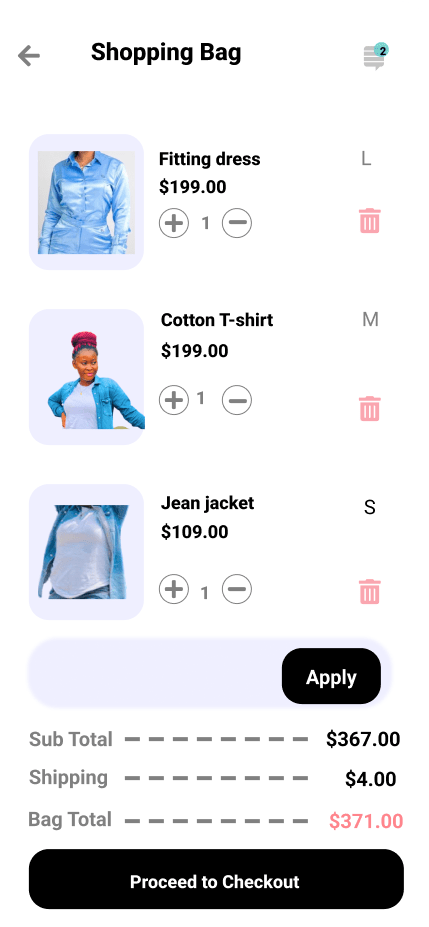 Shopping Bag
2
Fitting dress
L
$199.00
1
Cotton T-shirt
M
$199.00
1
Jean jacket
S
$109.00
1
Apply
Sub Total $367.00
Shipping $4.00
Bag Total $371.00
Proceed to Checkout